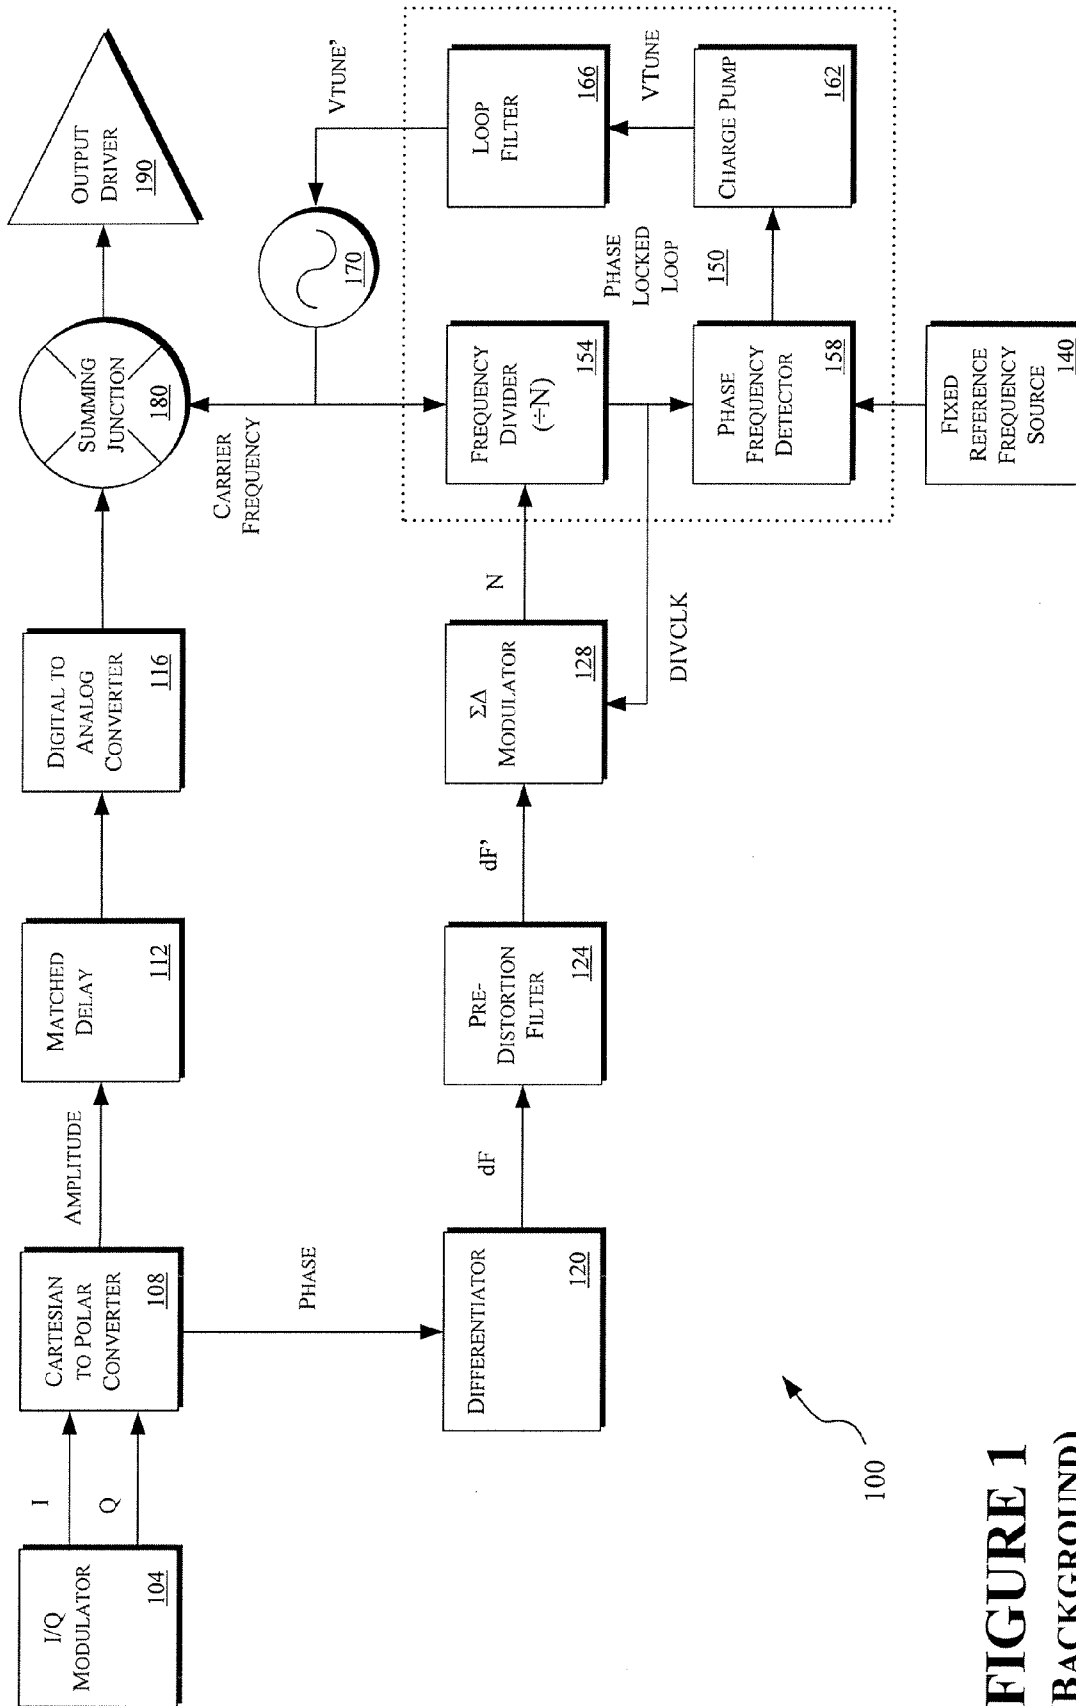 I/Q
MODULATOR
104
I
Q
CARTESIAN
TO POLAR
CONVERTER
108
AMPLITUDE
MATCHED
DELAY
112
DIGITAL TO
ANALOG
CONVERTER
116
SUMMING
JUNCTION
180
OUTPUT
DRIVER
190
PHASE
CARRIER
FREQUENCY
170
VTUNE'
DIFFERENTIATOR
120
dF
PRE-
DISTORTION
FILTER
124
dF'
ΣΔ
MODULATOR
128
N
FREQUENCY
DIVIDER
(÷N)
154
LOOP
FILTER
166
DIVCLK
PHASE
LOCKED
LOOP
150
VTUNE
PHASE
FREQUENCY
DETECTOR
158
CHARGE PUMP
162
100
FIXED
REFERENCE
FREQUENCY
SOURCE
140
FIGURE 1
BACKGROUND)